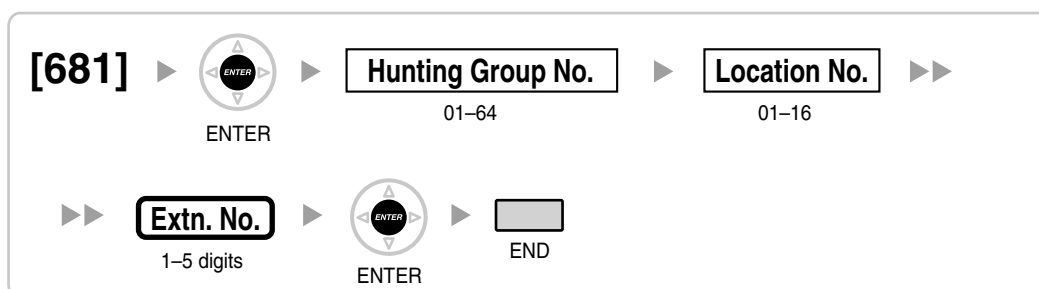 [681] ENTER Hunting Group No. Location No.
01–64 01–16
ENTER
Extn. No. ENTER
1–5 digits END
ENTER